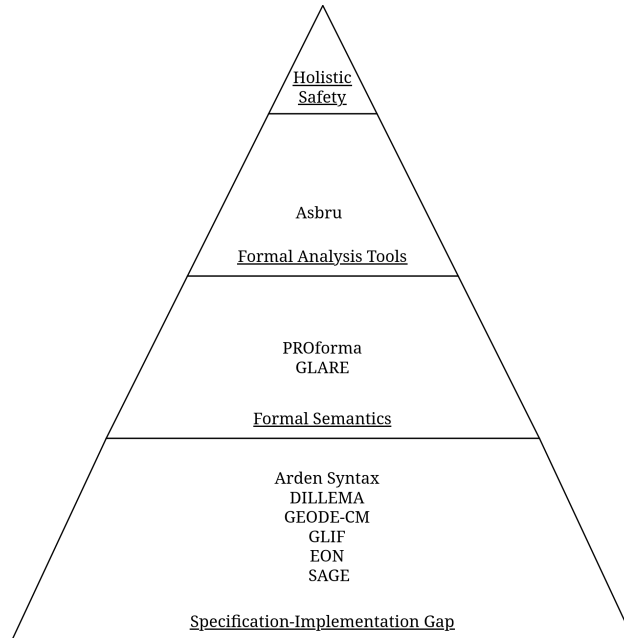 Holistic
Safety
Asbru
Formal Analysis Tools
PROforma
GLARE
Formal Semantics
Arden Syntax
DILLEMA
GEODE-CM
GLIF
EON
SAGE
Specification-Implementation Gap